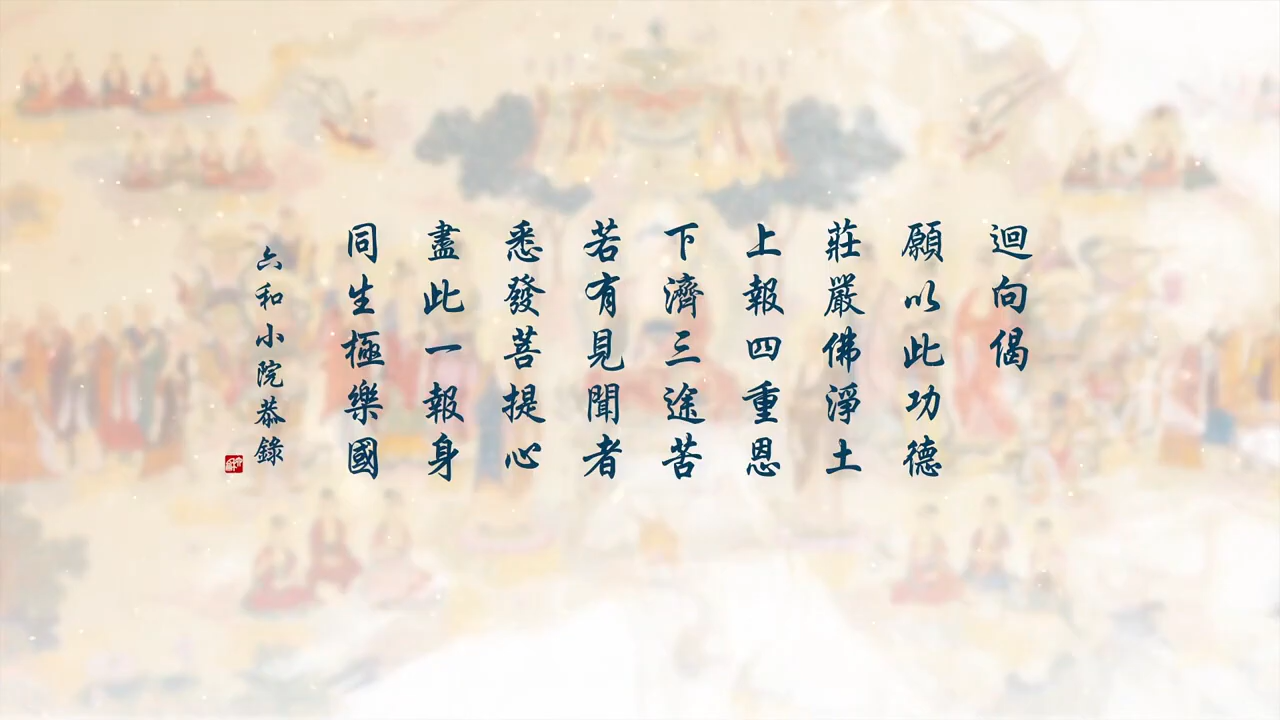 迴向偈
願以此功德
莊嚴佛淨土
上報四重恩
下濟三途苦
若有見聞者
悉發菩提心
盡此一報身
同生極樂國
六和小院恭錄